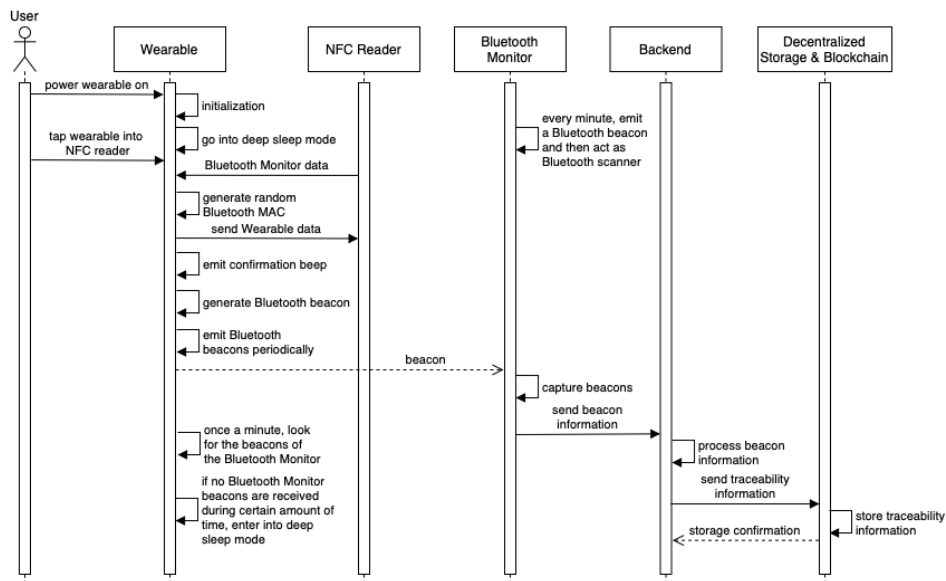 User
Wearable
NFC Reader
Bluetooth
Monitor
Backend
Decentralized
Storage & Blockchain
power wearable on
initialization
go into deep sleep mode
tap wearable into
NFC reader
every minute, emit
a Bluetooth beacon
and then act as
Bluetooth scanner
Bluetooth Monitor data
generate random
Bluetooth MAC
send Wearable data
emit confirmation beep
generate Bluetooth beacon
emit Bluetooth
beacons periodically
beacon
capture beacons
send beacon
information
once a minute, look
for the beacons of
the Bluetooth Monitor
process beacon
information
if no Bluetooth Monitor
beacons are received
during certain amount of
time, enter into deep
sleep mode
send traceability
information
store traceability
information
storage confirmation